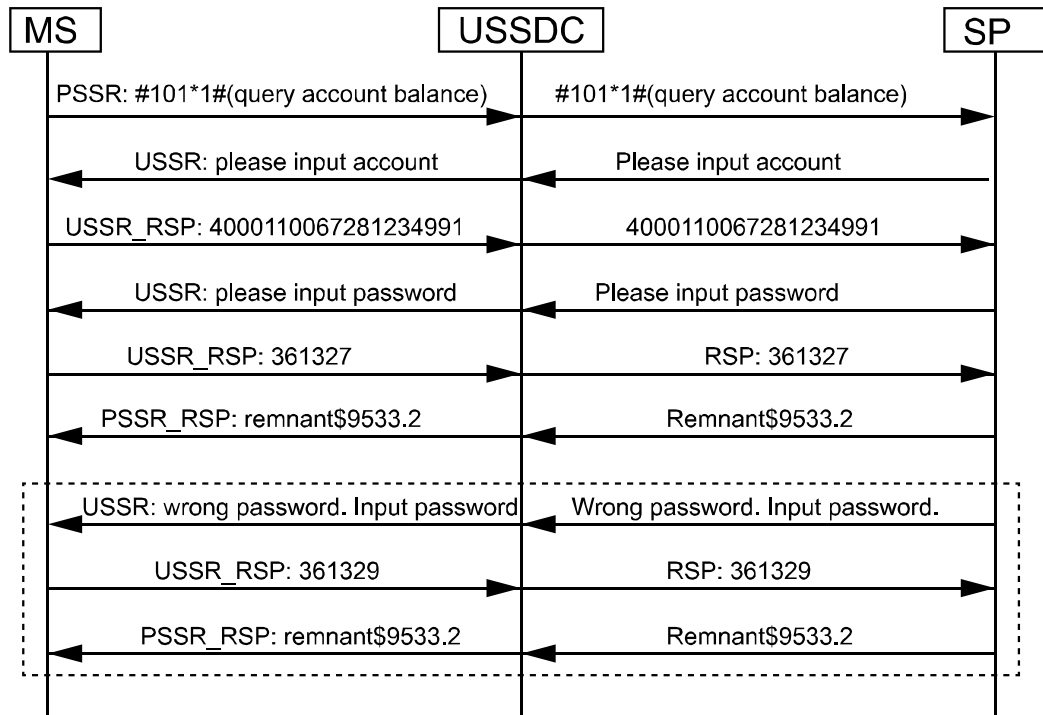 MS USSDC SP
PSSR: #101*1#(query account balance) #101*1#(query account balance)
USSR: please input account Please input account
USSR_RSP: 4000110067281234991 4000110067281234991
USSR: please input password Please input password
USSR_RSP: 361327 RSP: 361327
PSSR_RSP: remnant$9533.2 Remnant$9533.2
USSR: wrong password. Input password Wrong password. Input password.
USSR_RSP: 361329 RSP: 361329
PSSR_RSP: remnant$9533.2 Remnant$9533.2